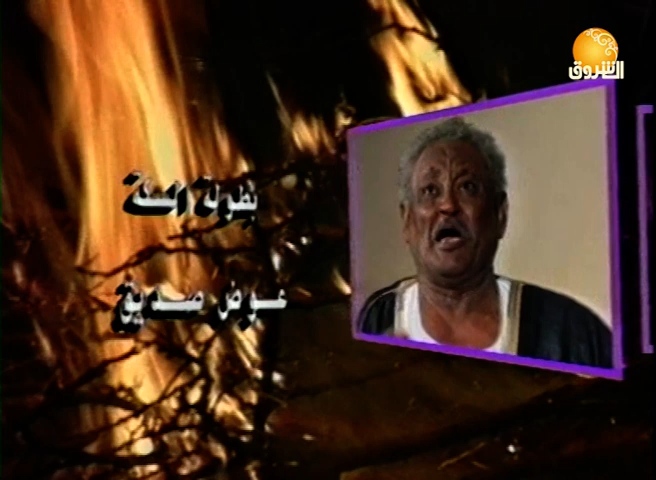 الشروق
بطولة
عوض صديق